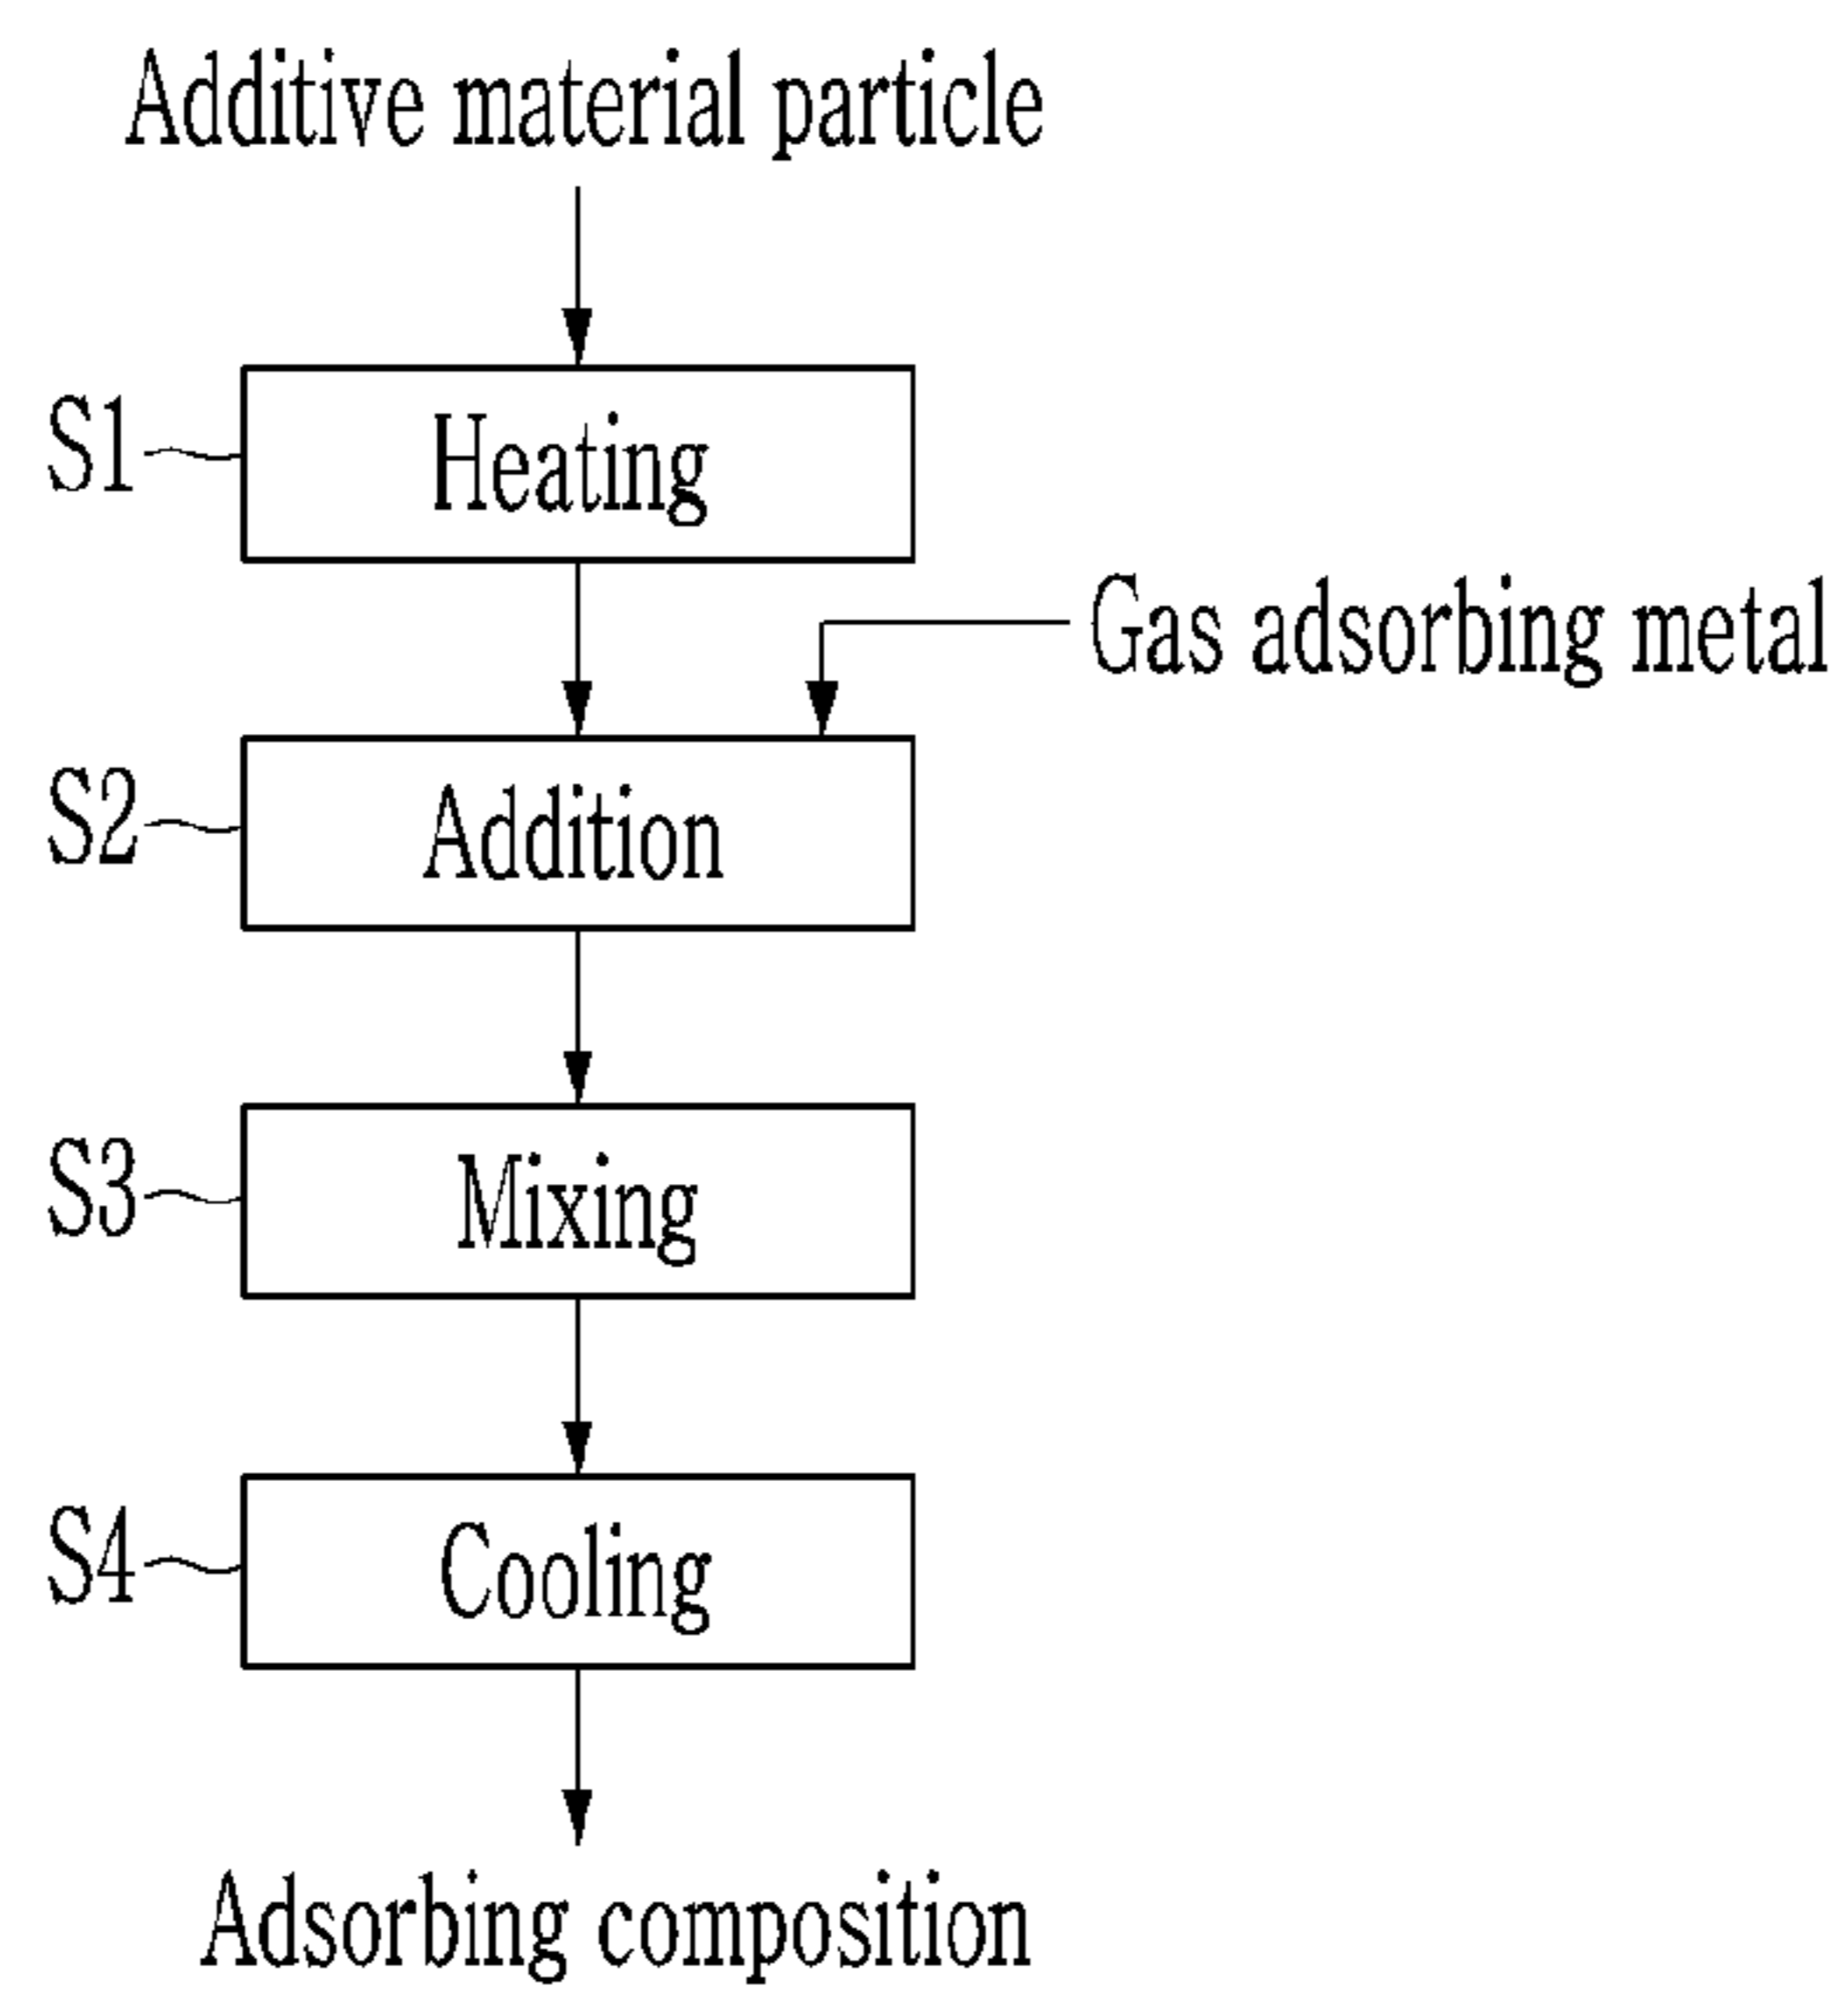 Additive material particle
S1
Heating
Gas adsorbing metal
S2
Addition
S3
Mixing
S4
Cooling
Adsorbing composition